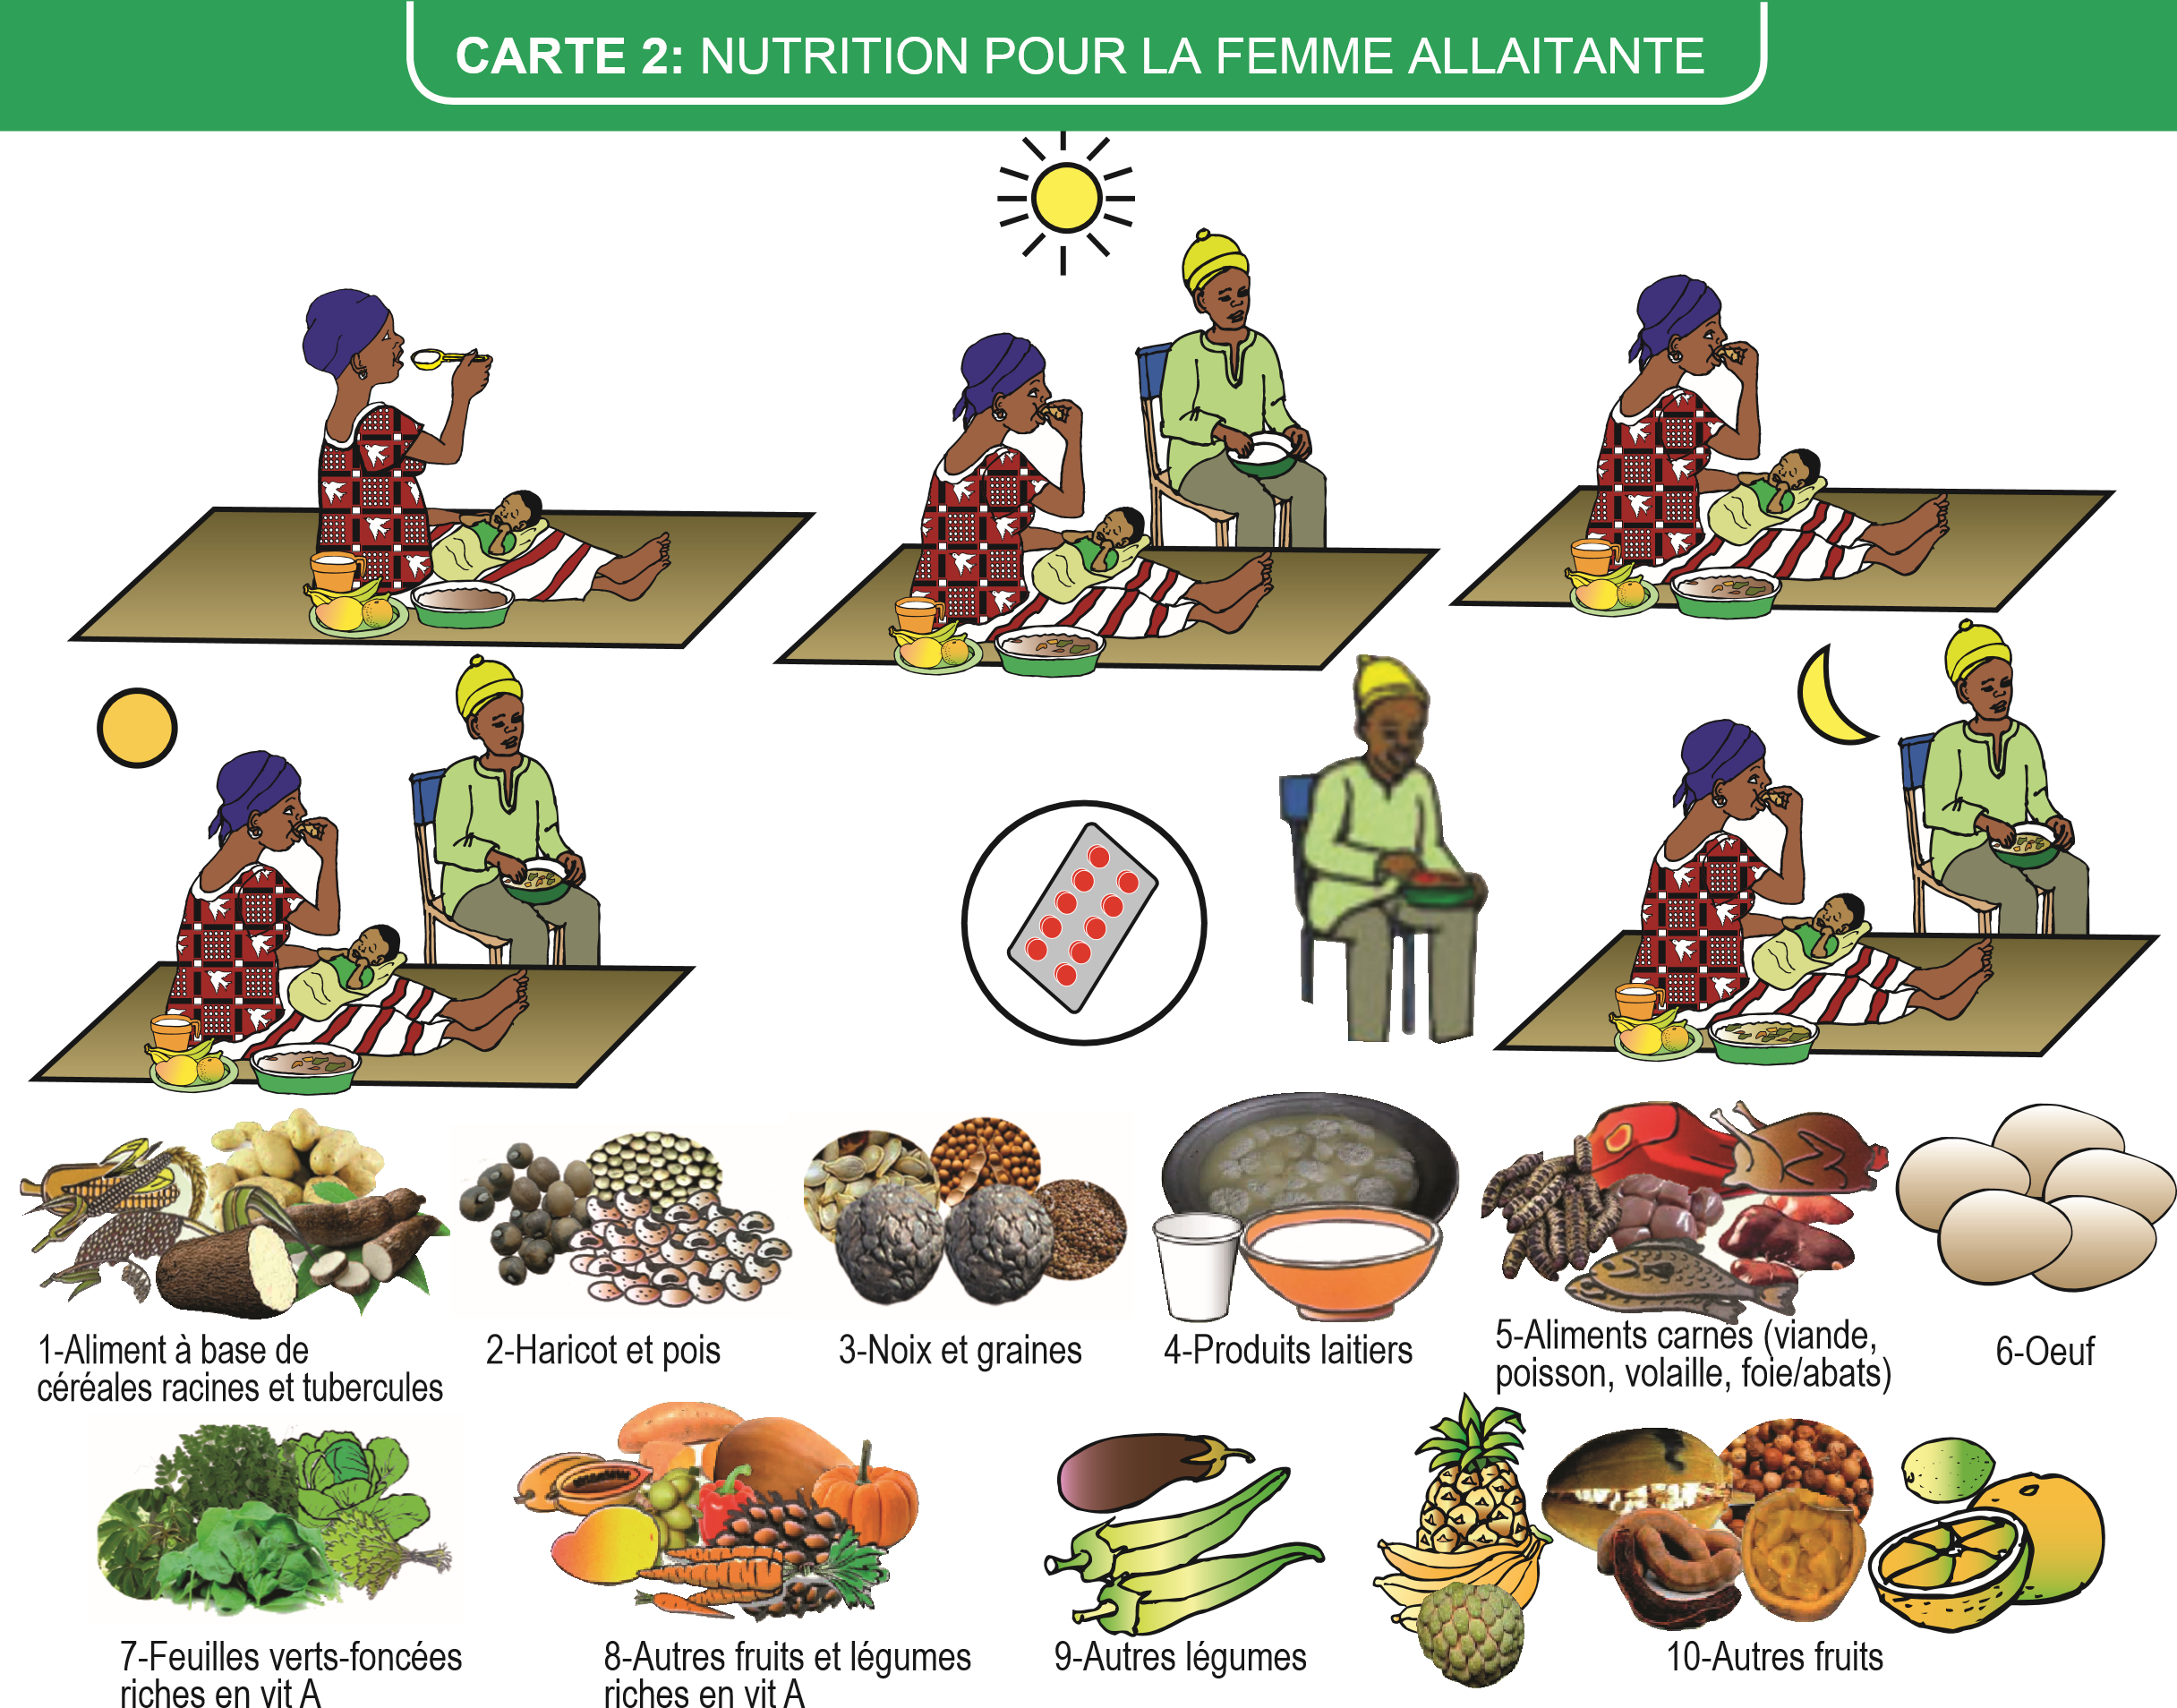 CARTE 2: NUTRITION POUR LA FEMME ALLAITANTE
1-Aliment à base de
céréales racines et tubercules
2-Haricot et pois
3-Noix et graines
4-Produits laitiers
5-Aliments carnés (viande,
poisson, volaille, foie/abats)
6-Oeuf
7-Feuilles verts-foncées
riches en vit A
8-Autres fruits et légumes
riches en vit A
9-Autres légumes
10-Autres fruits